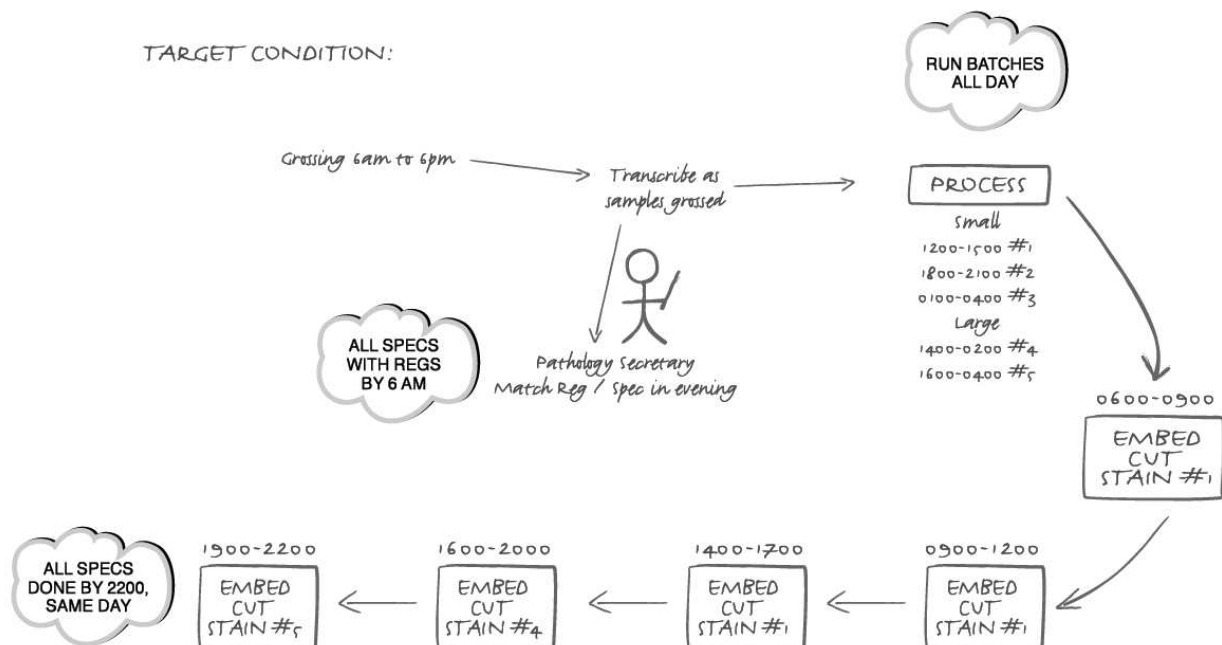 TARGET CONDITION:
RUN BATCHES
ALL DAY
Grossing 6am to 6pm
Transcribe as
samples grossed
PROCESS
Small
1200-1500 #1
1800-2100 #2
0100-0400 #3
Large
1400-0200 #4
1600-0400 #5
ALL SPECS
WITH REGS
BY 6 AM
Pathology Secretary
Match Reg / Spec in evening
0600-0900
EMBED
CUT
STAIN #1
ALL SPECS
DONE BY 2200,
SAME DAY
1900-2200
EMBED
CUT
STAIN #5
1600-2000
EMBED
CUT
STAIN #4
1400-1700
EMBED
CUT
STAIN #1
0900-1200
EMBED
CUT
STAIN #1